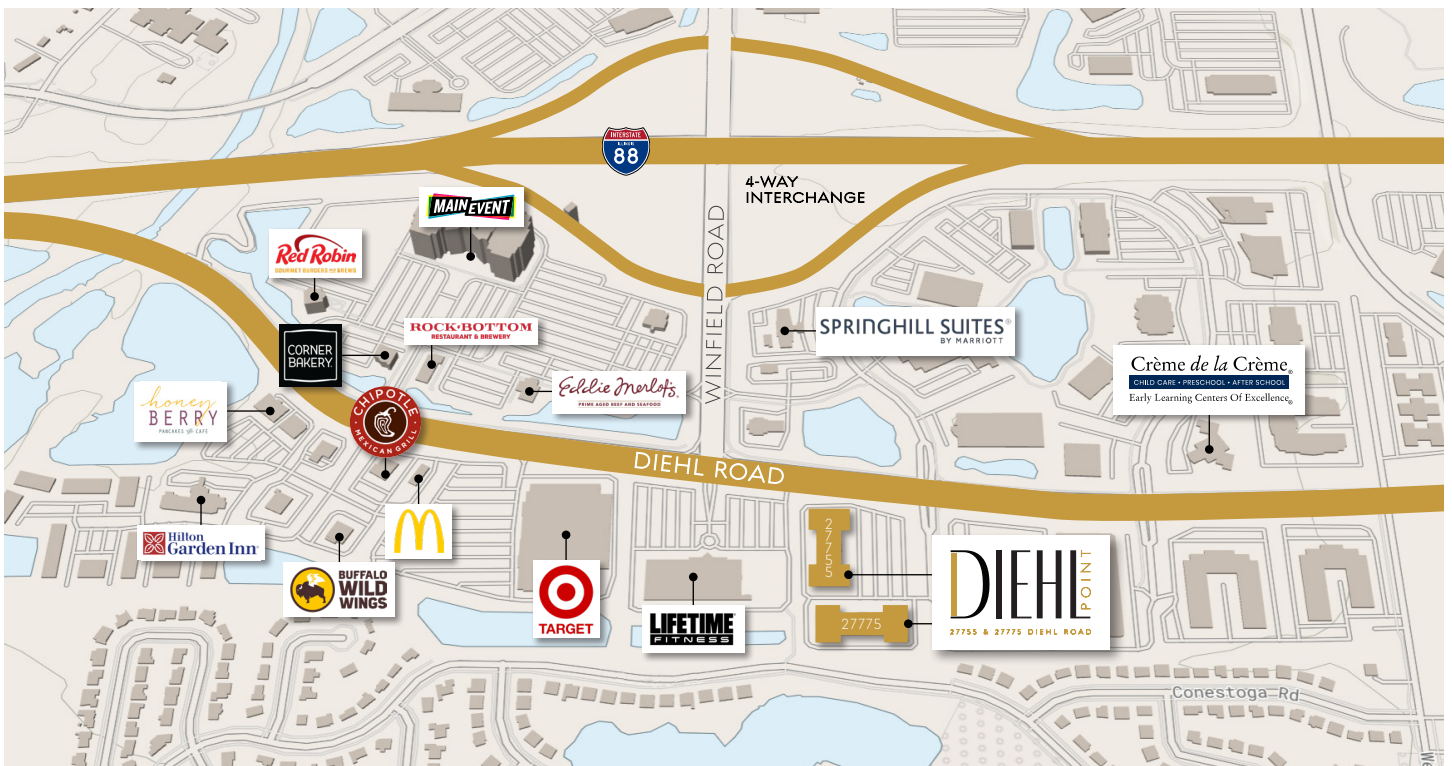 INTERSTATE
ILLINOIS
88
4-WAY
INTERCHANGE
MAIN EVENT
Red Robin
GOURMET BURGERS AND BREWS
WINFIELD ROAD
ROCK•BOTTOM
RESTAURANT & BREWERY
SPRINGHILL SUITES®
BY MARRIOTT
CORNER
BAKERY
Crème de la Crème®
CHILD CARE • PRESCHOOL • AFTER SCHOOL
Early Learning Centers Of Excellence®
Eddie Merlot's
PRIME AGED BEEF AND SEAFOOD
honey
BERRY
PANCAKES CAFÉ
CHIPOTLE
MEXICAN GRILL
DIEHL ROAD
Hilton
Garden Inn
BUFFALO
WILD
WINGS
TARGET
LIFETIME
FITNESS
27755
27775
DIEHL
POINT
27755 & 27775 DIEHL ROAD
Conestoga Rd